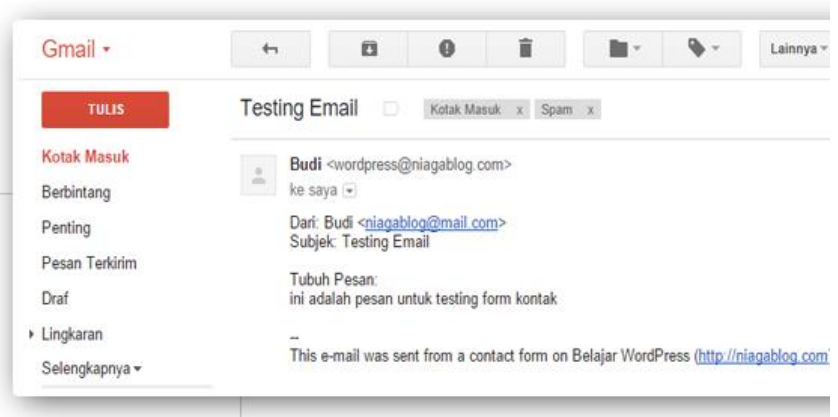 Gmail
Lainnya
TULIS
Testing Email
Kotak Masuk x Spam x
Kotak Masuk
Berbintang
Penting
Pesan Terkirim
Draf
Lingkaran
Selengkapnya
Budi <wordpress@niagablog.com>
ke saya
Dari: Budi <niagablog@mail.com>
Subjek: Testing Email
Tubuh Pesan:
ini adalah pesan untuk testing form kontak
--
This e-mail was sent from a contact form on Belajar WordPress (http://niagablog.com)